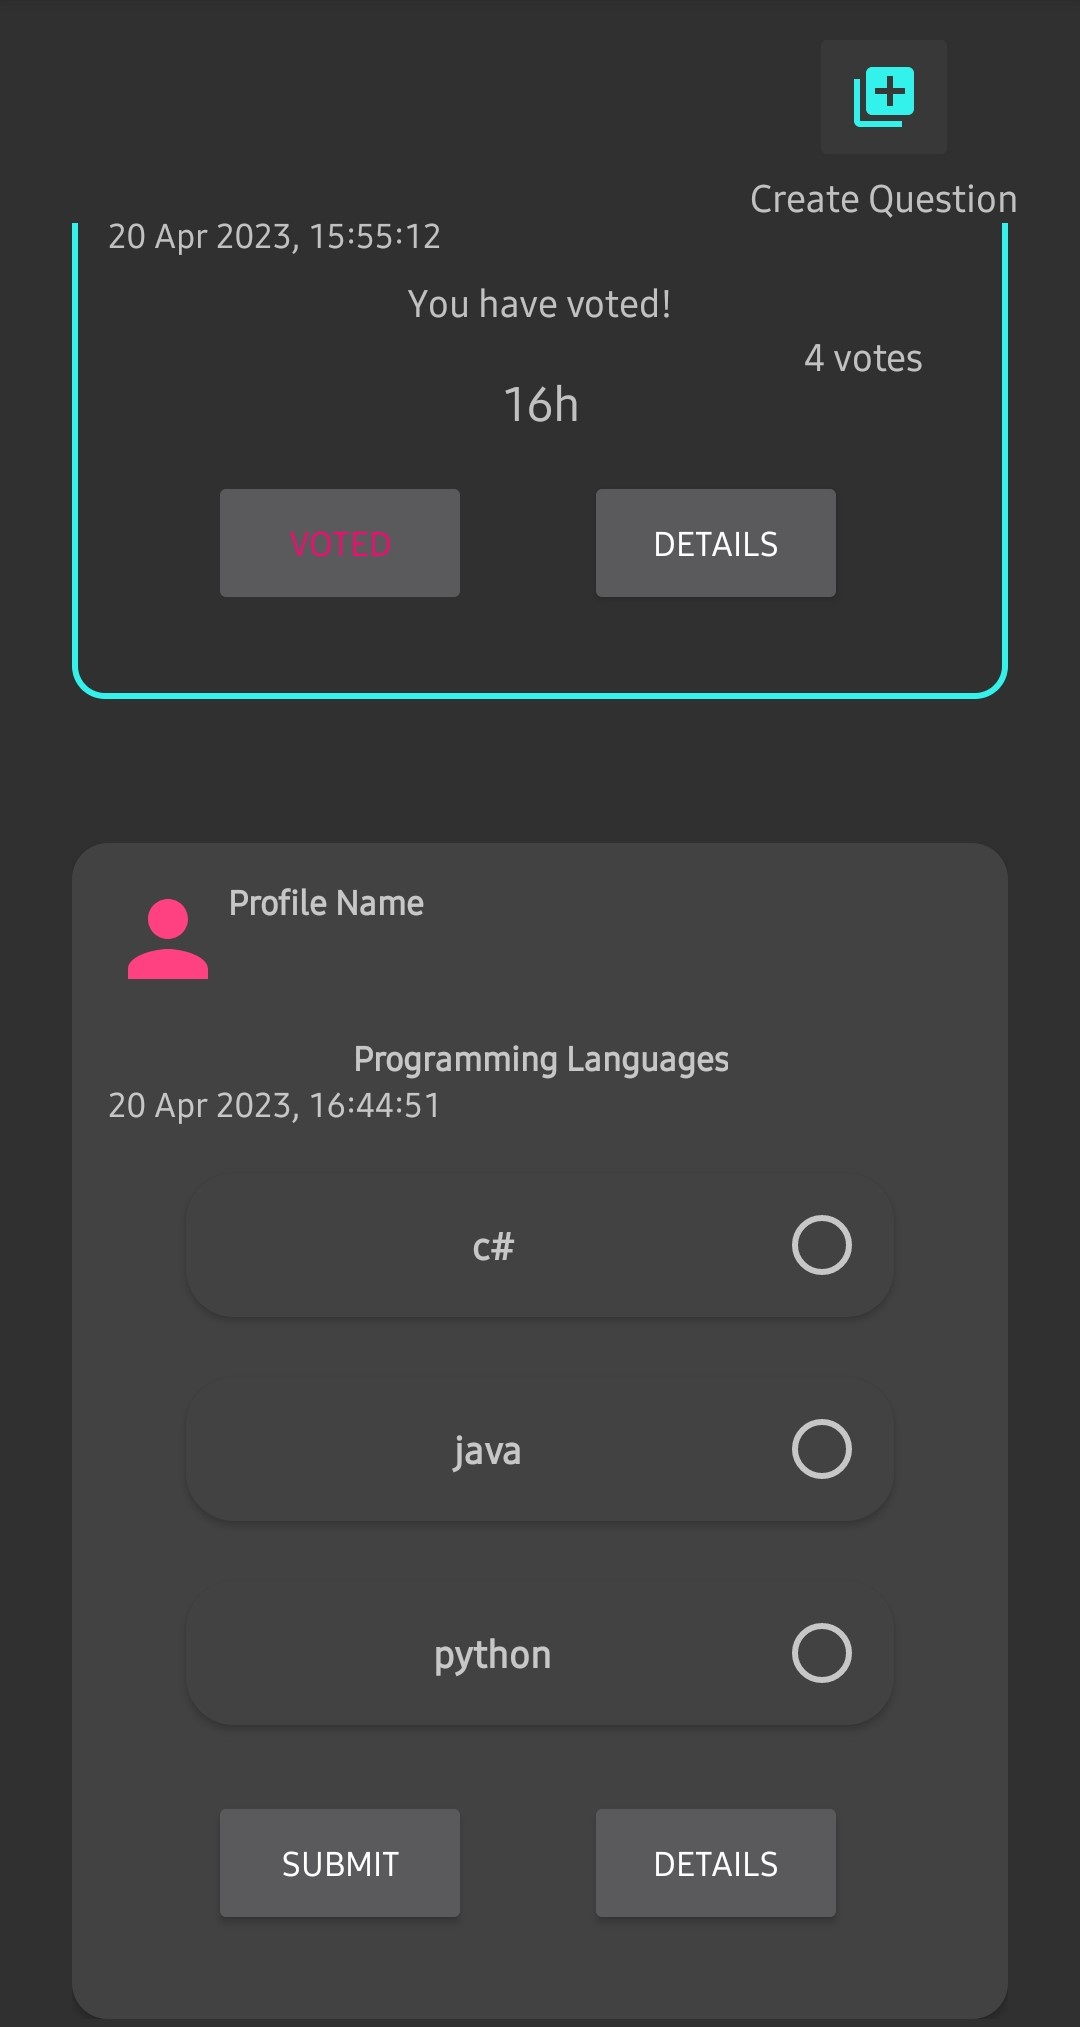 Create Question
20 Apr 2023, 15:55:12
You have voted!
4 votes
16h
VOTED
DETAILS
Profile Name
Programming Languages
20 Apr 2023, 16:44:51
c#
java
python
SUBMIT
DETAILS